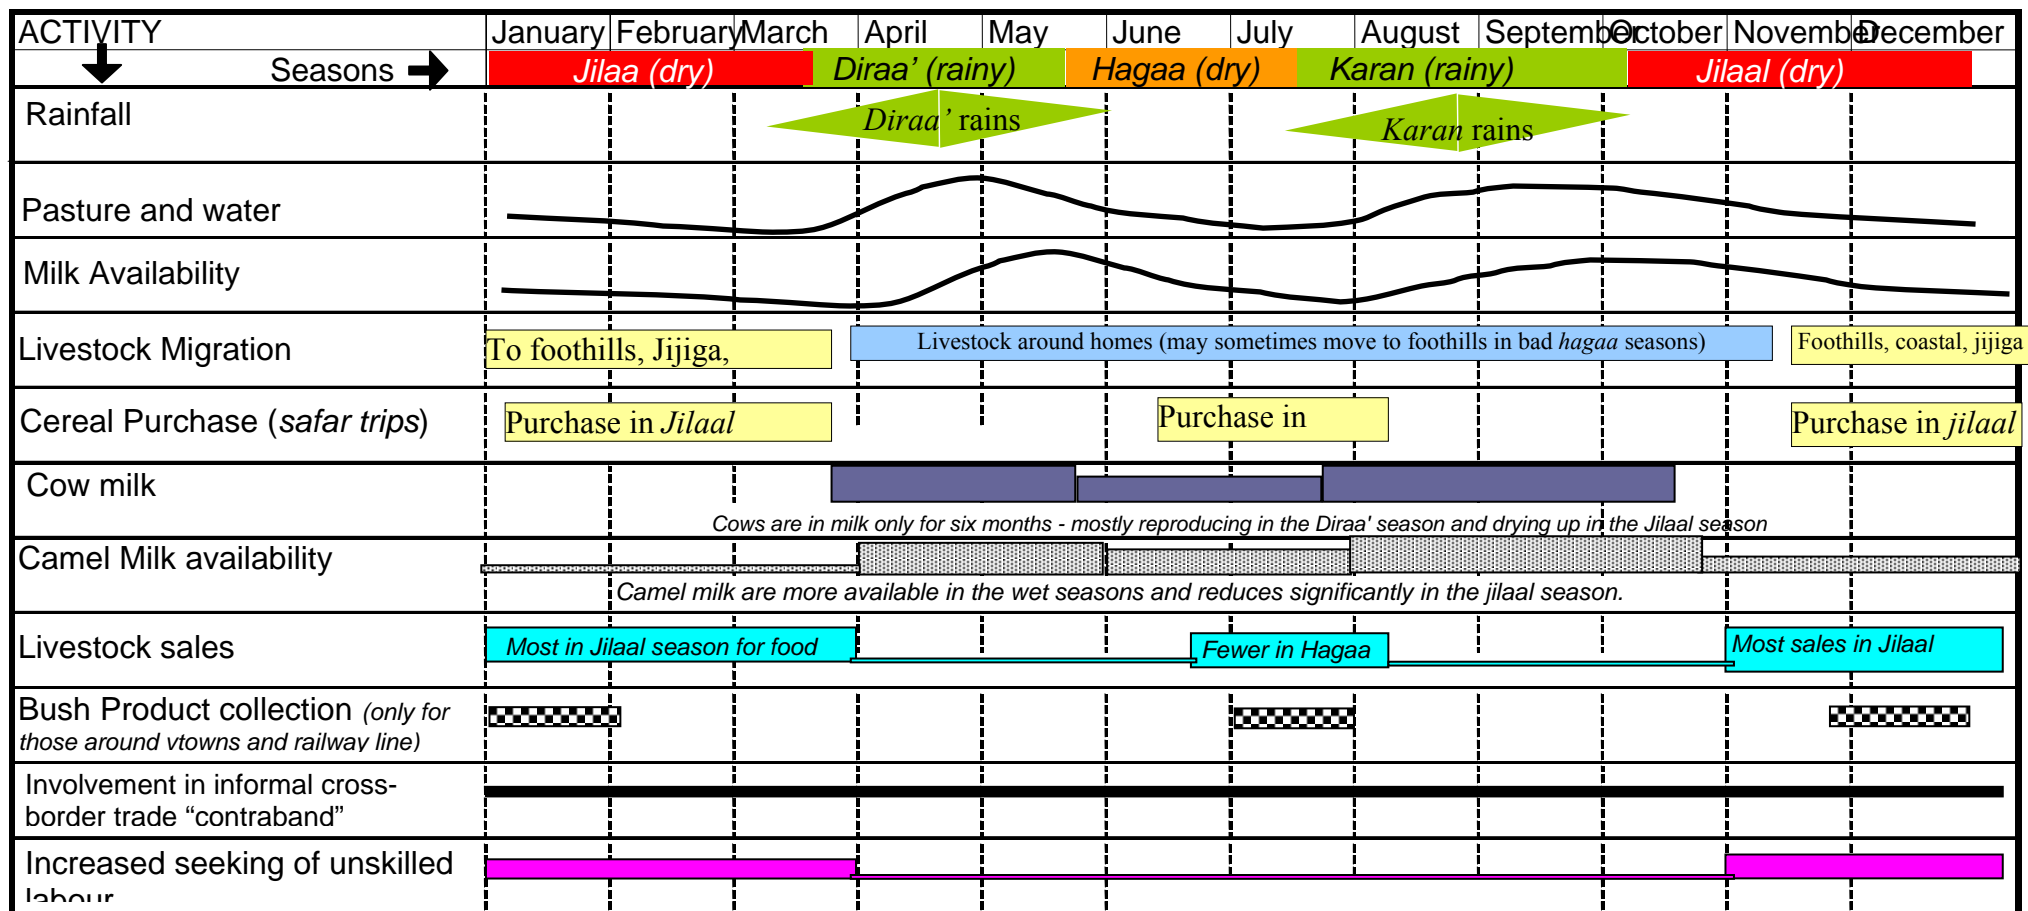 ACTIVITY January February March April May June July August September October November December
Seasons Jilaa (dry) Diraa’ (rainy) Hagaa (dry) Karan (rainy) Jilaal (dry)
Rainfall Diraa’ rains Karan rains
Pasture and water
Milk Availability
Livestock Migration To foothills, Jijiga, Livestock around homes (may sometimes move to foothills in bad hagaa seasons) Foothills, coastal, jijiga
Cereal Purchase (safar trips) Purchase in Jilaal Purchase in Purchase in jilaal
Cow milk
Cows are in milk only for six months - mostly reproducing in the Diraa' season and drying up in the Jilaal season
Camel Milk availability
Camel milk are more available in the wet seasons and reduces significantly in the jilaal season.
Livestock sales Most in Jilaal season for food Fewer in Hagaa Most sales in Jilaal
Bush Product collection (only for
those around vtowns and railway line)
Involvement in informal cross-
border trade “contraband”
Increased seeking of unskilled
labour